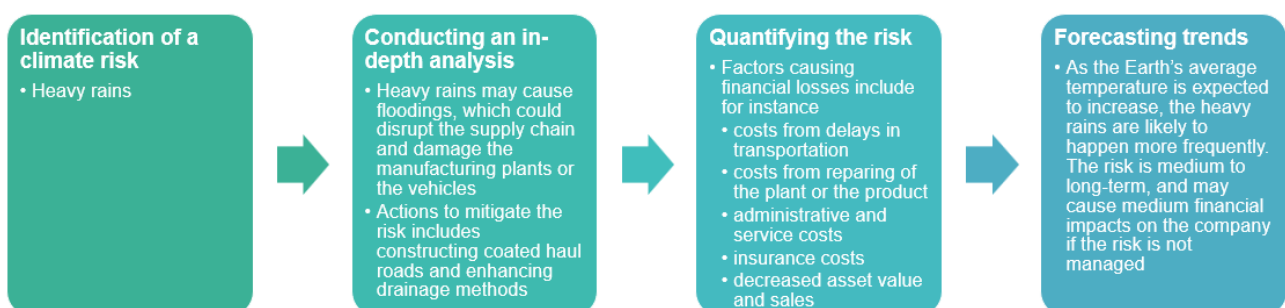 Identification of a
climate risk
• Heavy rains
Conducting an in-
depth analysis
• Heavy rains may cause
floodings, which could
disrupt the supply chain
and damage the
manufacturing plants or
the vehicles
• Actions to mitigate the
risk includes
constructing coated haul
roads and enhancing
drainage methods
Quantifying the risk
• Factors causing
financial losses include
for instance
• costs from delays in
transportation
• costs from reparing of
the plant or the product
• administrative and
service costs
• insurance costs
• decreased asset value
and sales
Forecasting trends
• As the Earth's average
temperature is expected
to increase, the heavy
rains are likely to
happen more frequently.
The risk is medium to
long-term, and may
cause medium financial
impacts on the company
if the risk is not
managed